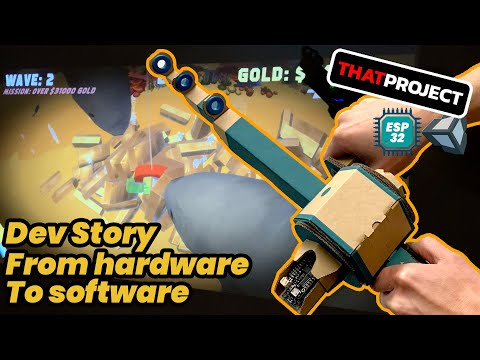 WAVE: 2
MISSION: OVER $31000 GOLD
GOLD: $
THATPROJECT
ESP
32
Dev Story
From hardware
To software